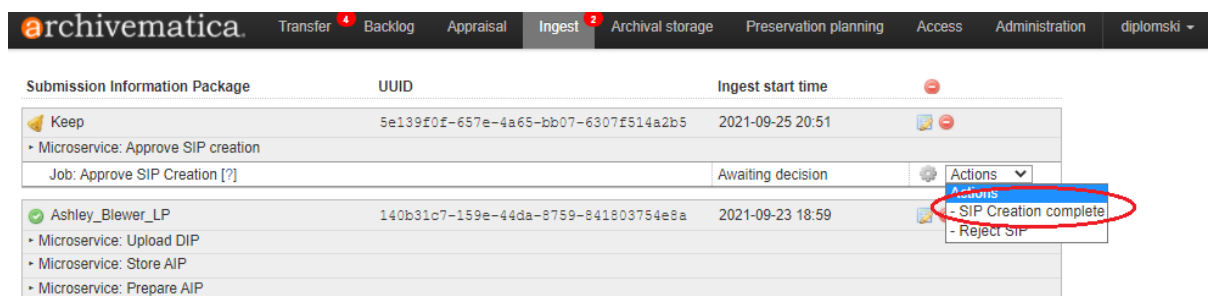 archivematica. Transfer 4 Backlog Appraisal Ingest 2 Archival storage Preservation planning Access Administration diplomski
Submission Information Package UUID Ingest start time
Keep 5e139f0f-657e-4a65-bb07-6307f514a2b5 2021-09-25 20:51
Microservice: Approve SIP creation
Job: Approve SIP Creation [?] Awaiting decision Actions
Actions
- SIP Creation complete
- Reject SIP
Ashley_Blewer_LP 140b31c7-159e-44da-8759-841803754e8a 2021-09-23 18:59
Microservice: Upload DIP
Microservice: Store AIP
Microservice: Prepare AIP